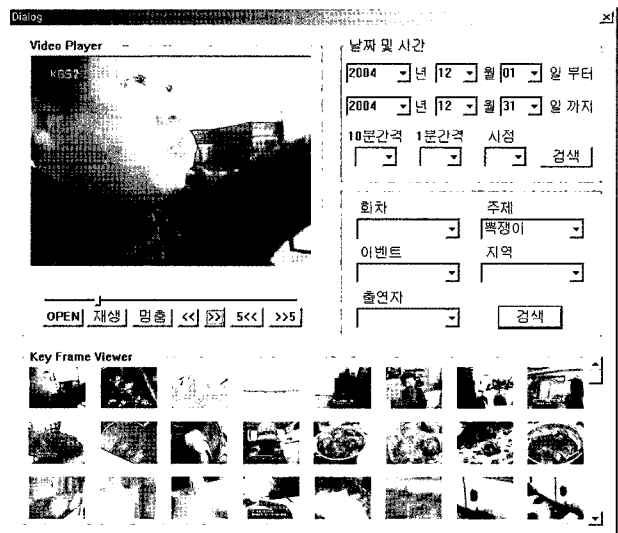 Dialog
Video Player
KBS2
OPEN 재생 멈춤 << >> 5<< >>5
날짜 및 시간
2004 년 12 월 01 일 부터
2004 년 12 월 31 일 까지
10분간격 1분간격 시점
검색
회차 주제
뻑쟁이
이벤트 지역
출연자
검색
Key Frame Viewer